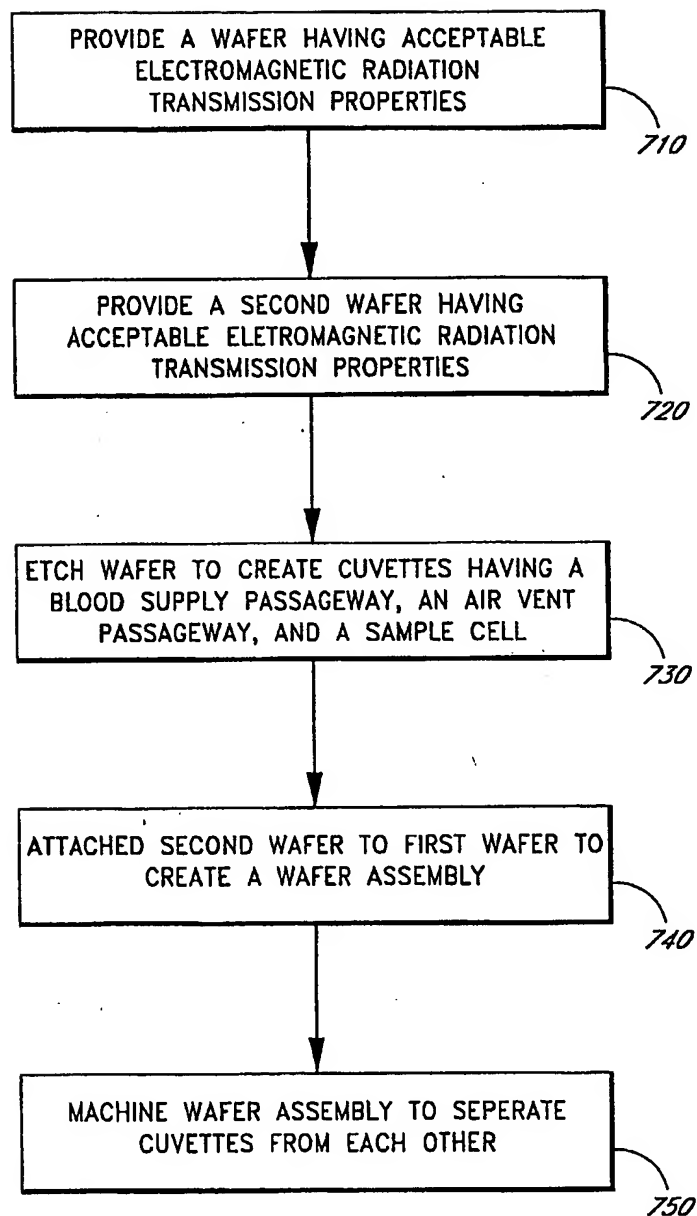 PROVIDE A WAFER HAVING ACCEPTABLE
ELECTROMAGNETIC RADIATION
TRANSMISSION PROPERTIES
710
PROVIDE A SECOND WAFER HAVING
ACCEPTABLE ELETROMAGNETIC RADIATION
TRANSMISSION PROPERTIES
720
ETCH WAFER TO CREATE CUVETTES HAVING A
BLOOD SUPPLY PASSAGEWAY, AN AIR VENT
PASSAGEWAY, AND A SAMPLE CELL
730
ATTACHED SECOND WAFER TO FIRST WAFER TO
CREATE A WAFER ASSEMBLY
740
MACHINE WAFER ASSEMBLY TO SEPERATE
CUVETTES FROM EACH OTHER
750